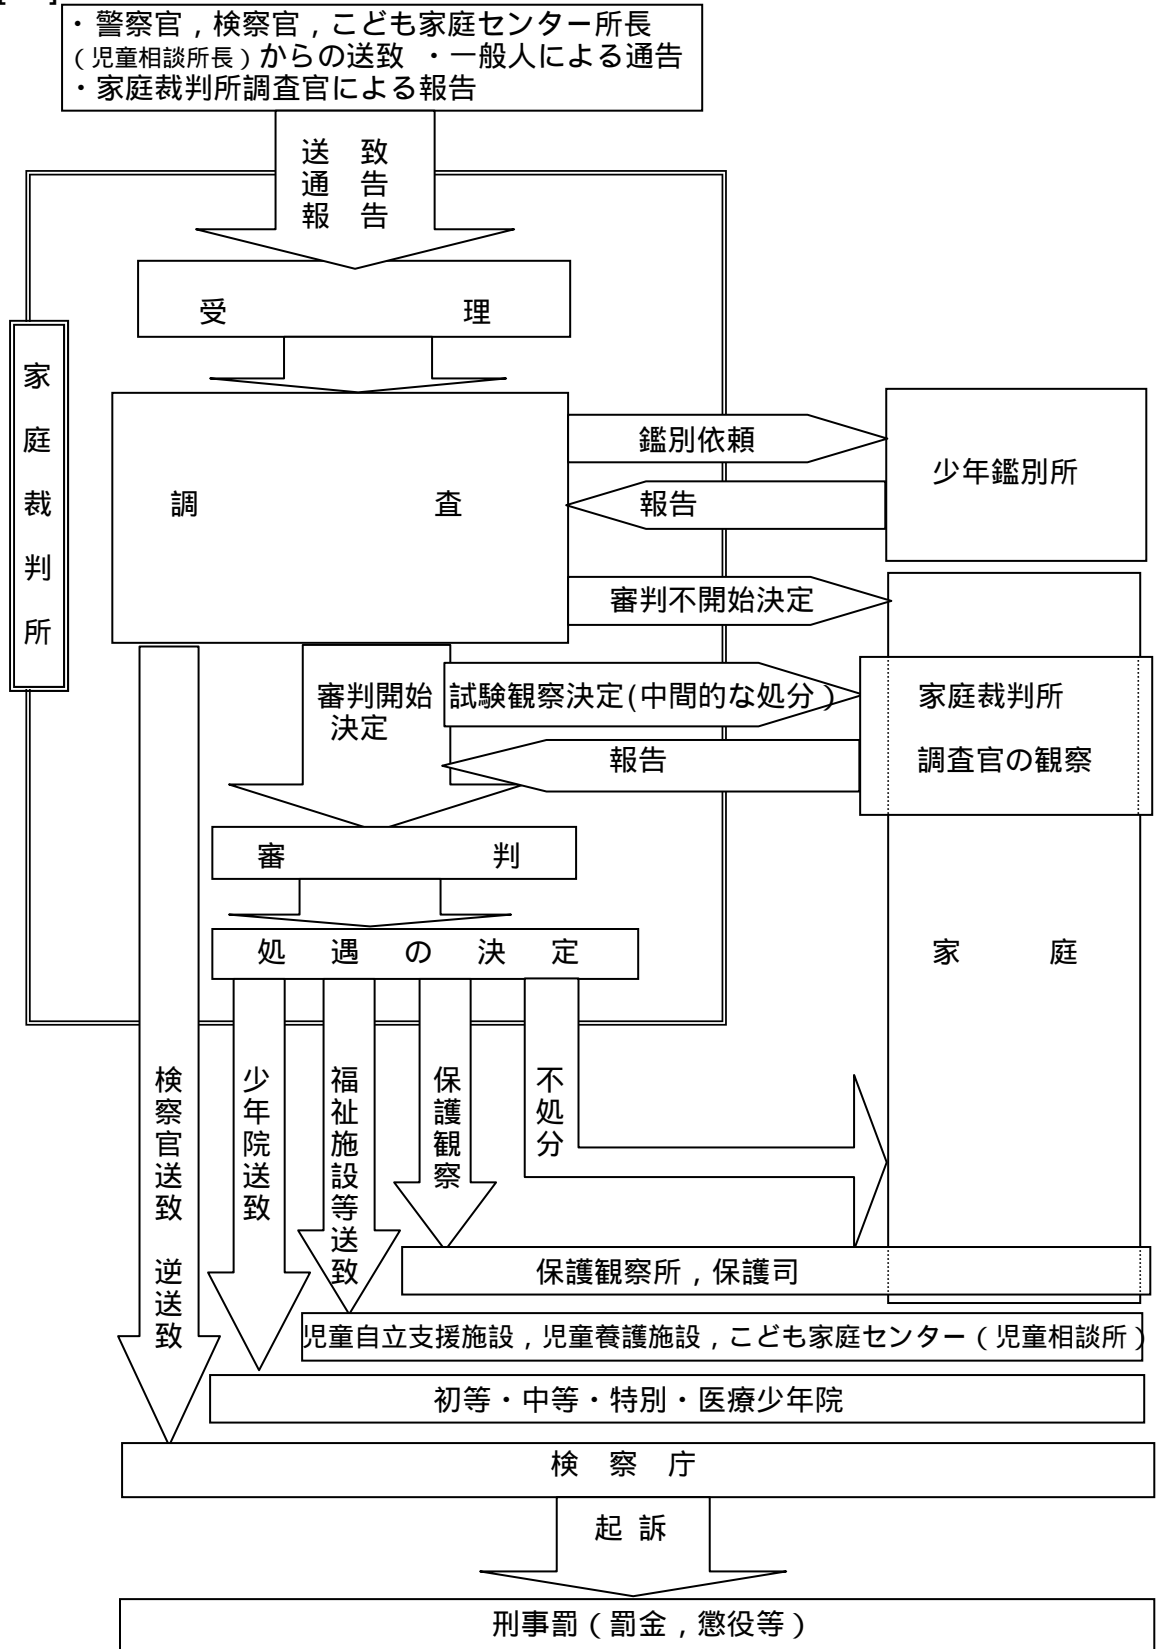 ・警察官，検察官，こども家庭センター所長
（児童相談所長）からの送致 ・一般人による通告
・家庭裁判所調査官による報告
送 致
通 告
報 告
受 理
家庭裁判所
調 査
鑑別依頼
報告
少年鑑別所
審判不開始決定
審判開始
決定
試験観察決定(中間的な処分）
報告
家庭裁判所
調査官の観察
審 判
処 遇 の 決 定
家 庭
検察官送致 逆送致
少年院送致
福祉施設等送致
保護観察
不処分
保護観察所，保護司
児童自立支援施設，児童養護施設，こども家庭センター（児童相談所）
初等・中等・特別・医療少年院
検 察 庁
起 訴
刑事罰（罰金，懲役等）